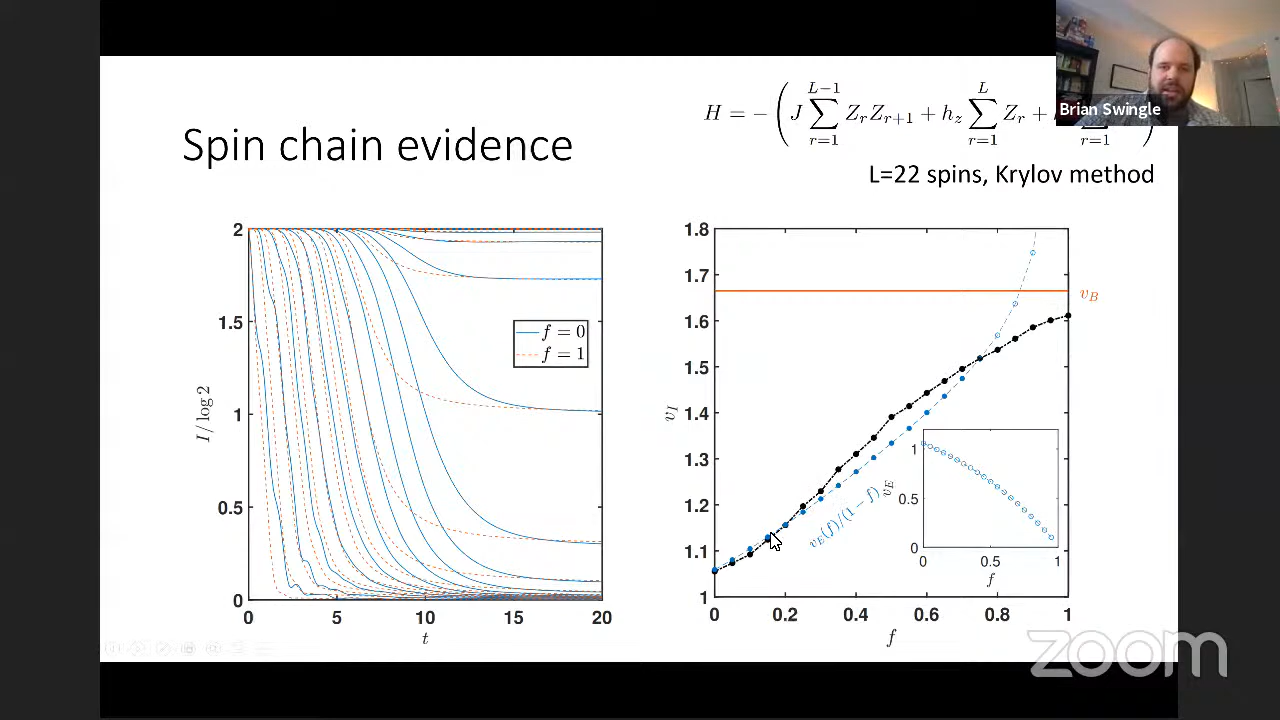 Brian Swingle
H = - ( J L-1 ∑ r=1 Z_r Z_{r+1} + h_z L ∑ r=1 Z_r + ∑ r=1 )
Spin chain evidence
L=22 spins, Krylov method
2
1.5
1
0.5
0
I / log 2
f = 0
f = 1
0 5 10 15 20
t
1.8
1.7
1.6
1.5
1.4
1.3
1.2
1.1
1
v_I
v_B
v_E(f)/(1 − f)
1
0.5
0
v_E
0 0.5 1
f
0 0.2 0.4 0.6 0.8 1
f
zoom